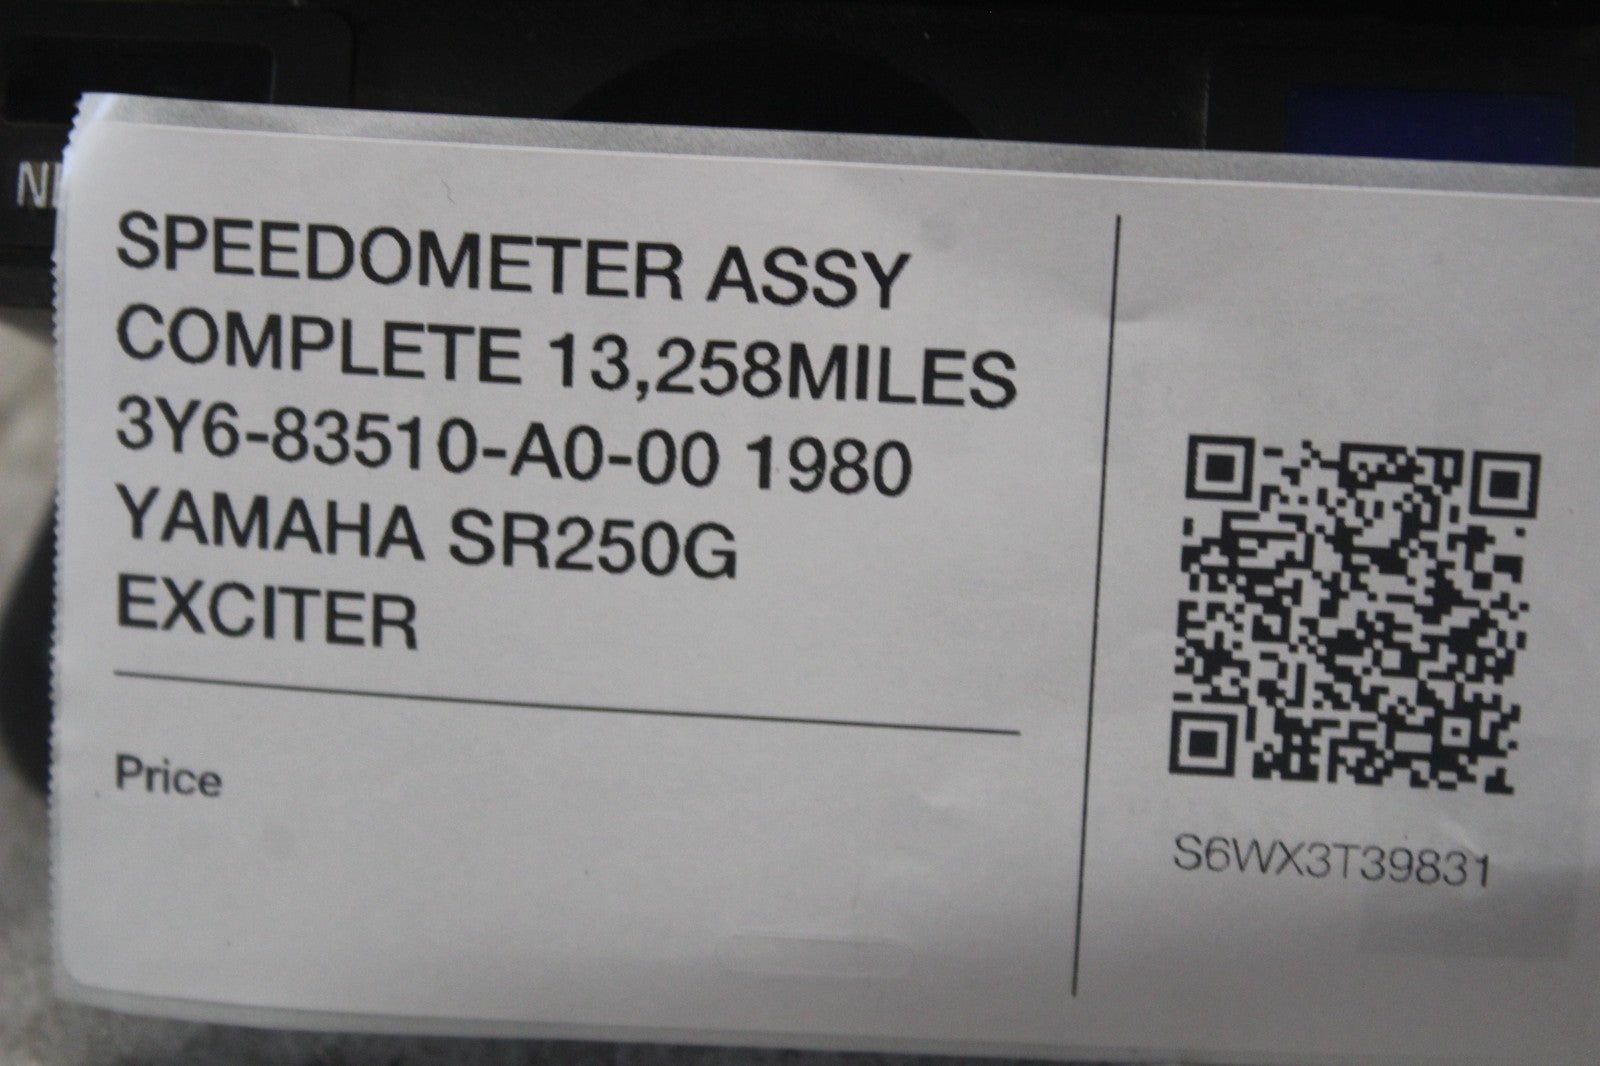 SPEEDOMETER ASSY
COMPLETE 13,258MILES
3Y6-83510-A0-00 1980
YAMAHA SR250G
EXCITER
Price
S6WX3T39831